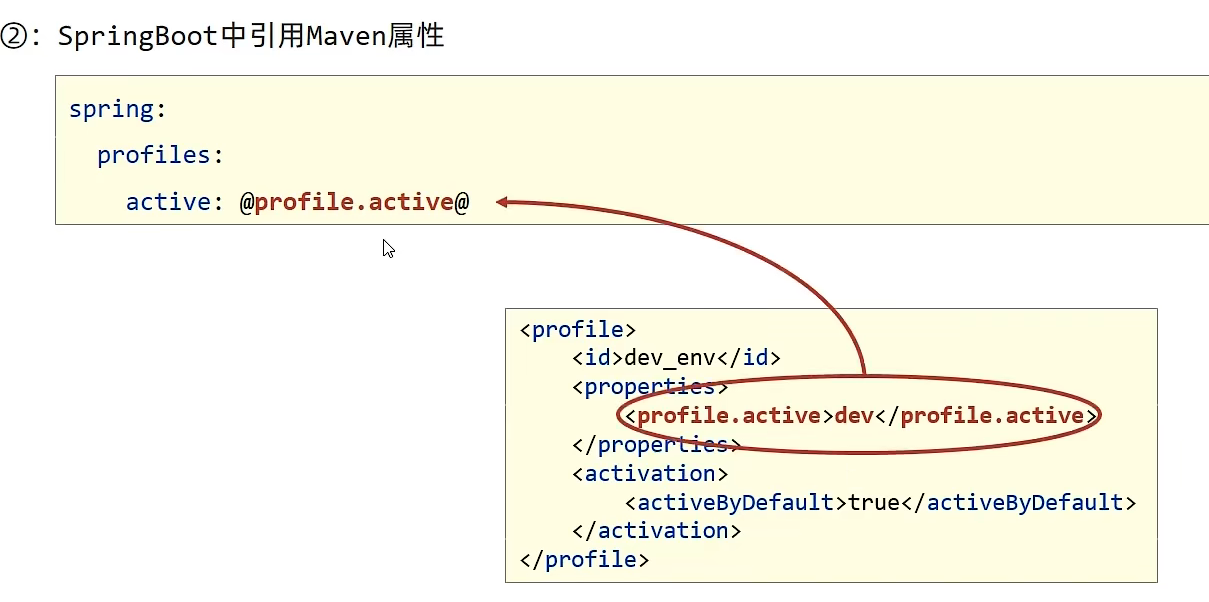 ②：SpringBoot中引用Maven属性
spring:
  profiles:
    active: @profile.active@
<profile>
    <id>dev_env</id>
    <properties>
        <profile.active>dev</profile.active>
    </properties>
    <activation>
        <activeByDefault>true</activeByDefault>
    </activation>
</profile>